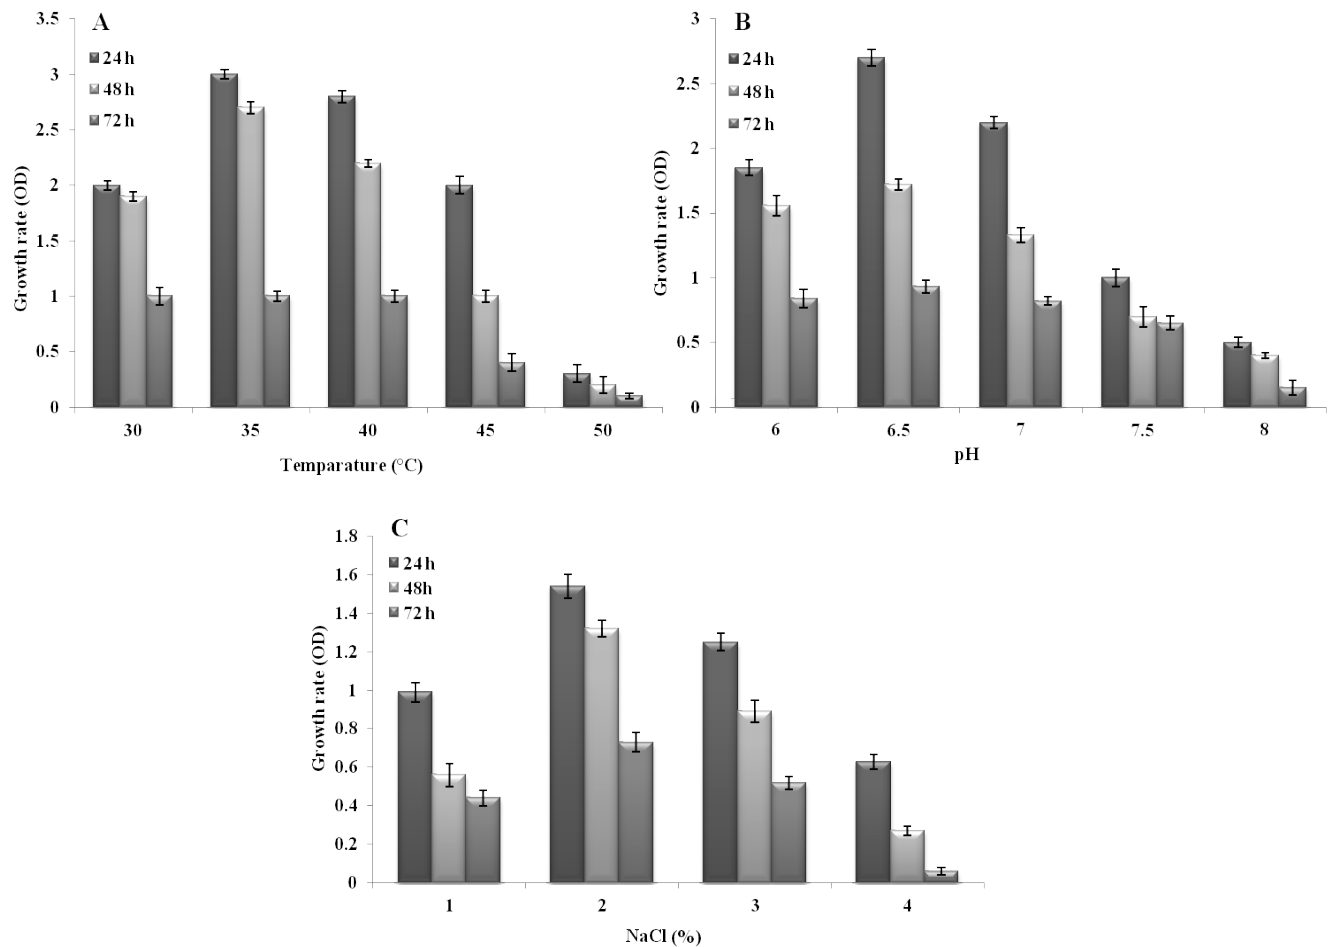 A
3.5
3
2.5
2
1.5
1
0.5
0
Growth rate (OD)
24 h
48 h
72 h
30 35 40 45 50
Temparature (°C)
B
3
2.5
2
1.5
1
0.5
0
Growth rate (OD)
24 h
48 h
72 h
6 6.5 7 7.5 8
pH
C
1.8
1.6
1.4
1.2
1
0.8
0.6
0.4
0.2
0
Growth rate (OD)
24 h
48h
72 h
1 2 3 4
NaCl (%)